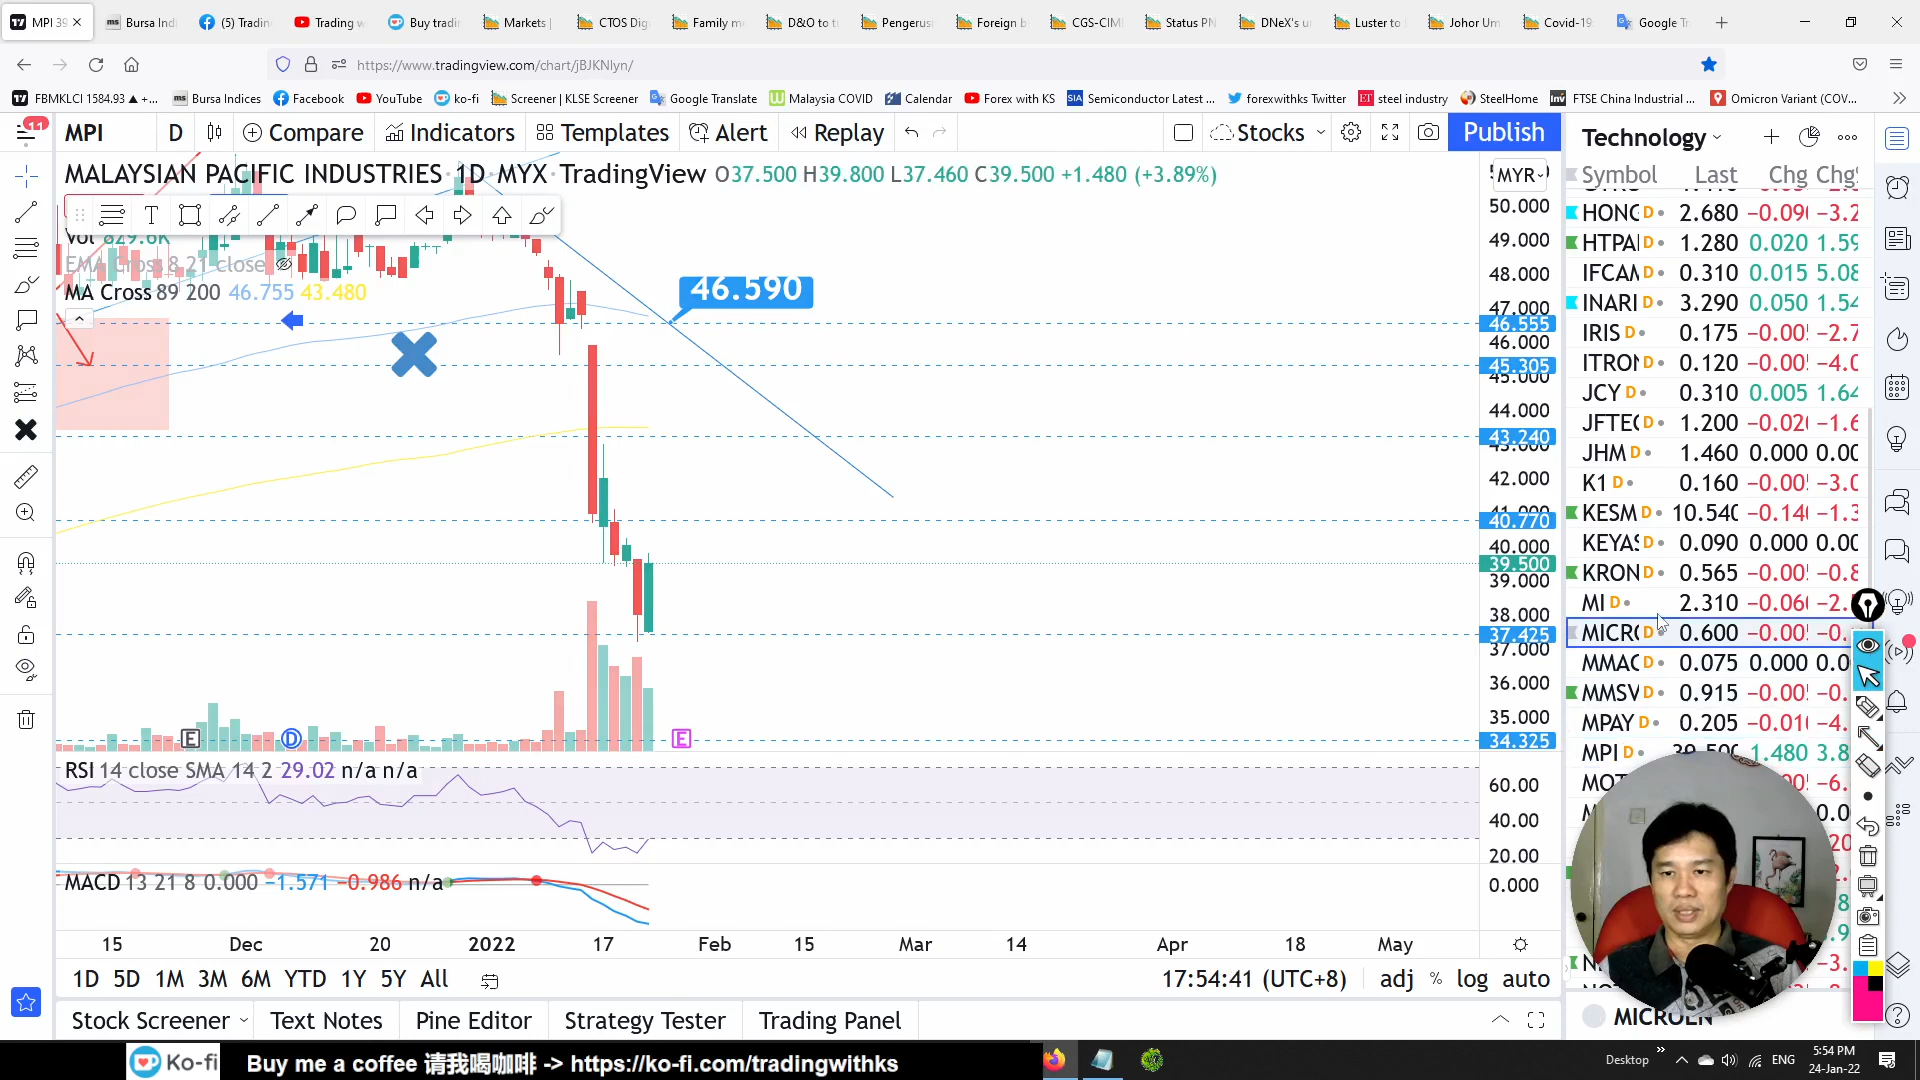 MPI 39
Bursa Indi
(5) Tradin
Trading w
Buy tradi
Markets |
CTOS Dig
Family m
D&O to t
Pengerus
Foreign b
CGS-CIM
Status PN
DNeX's u
Luster to
Johor Um
Covid-19
Google Tr
https://www.tradingview.com/chart/jBJKNlyn/
FBMKLCI 1584.93 ▲ +...
Bursa Indices
Facebook
YouTube
ko-fi
Screener | KLSE Screener
Google Translate
Malaysia COVID
Calendar
Forex with KS
Semiconductor Latest ...
forexwithks Twitter
steel industry
SteelHome
FTSE China Industrial ...
Omicron Variant (COV...
11
MPI
D
Compare
Indicators
Templates
Alert
Replay
Stocks
Publish
Technology
MALAYSIAN PACIFIC INDUSTRIES · 1D · MYX · TradingView O37.500 H39.800 L37.460 C39.500 +1.480 (+3.89%)
MYR
Vol 829.6K
EMA Cross 8 21 close
MA Cross 89 200 46.755 43.480
46.590
50.000
49.000
48.000
47.000
46.555
46.000
45.305
45.000
44.000
43.240
43.000
42.000
41.000
40.770
40.000
39.500
39.000
38.000
37.425
37.000
36.000
35.000
34.325
E
D
E
RSI 14 close SMA 14 2 29.02 n/a n/a
60.00
40.00
20.00
MACD 13 21 8 0.000 −1.571 −0.986 n/a
0.000
15 Dec 20 2022 17 Feb 15 Mar 14 Apr 18 May
1D 5D 1M 3M 6M YTD 1Y 5Y All
17:54:41 (UTC+8) adj % log auto
Stock Screener
Text Notes
Pine Editor
Strategy Tester
Trading Panel
Symbol Last Chg Chg%
HONG D 2.680 −0.090 −3.2
HTPA D 1.280 0.020 1.59
IFCAM D 0.310 0.015 5.08
INARI D 3.290 0.050 1.54
IRIS D 0.175 −0.005 −2.7
ITRON D 0.120 −0.005 −4.0
JCY D 0.310 0.005 1.64
JFTEC D 1.200 −0.020 −1.6
JHM D 1.460 0.000 0.00
K1 D 0.160 −0.005 −3.0
KESM D 10.540 −0.140 −1.3
KEYAS D 0.090 0.000 0.00
KRON D 0.565 −0.005 −0.8
MI D 2.310 −0.060 −2.
MICRO D 0.600 −0.005 −0.
MMAG D 0.075 0.000 0.0
MMSV D 0.915 −0.005 −0.
MPAY D 0.205 −0.010 −4.
MPI D 39.500 1.480 3.8
MICROEN
Ko-fi
Buy me a coffee 请我喝咖啡 -> https://ko-fi.com/tradingwithks
Desktop
ENG
5:54 PM
24-Jan-22